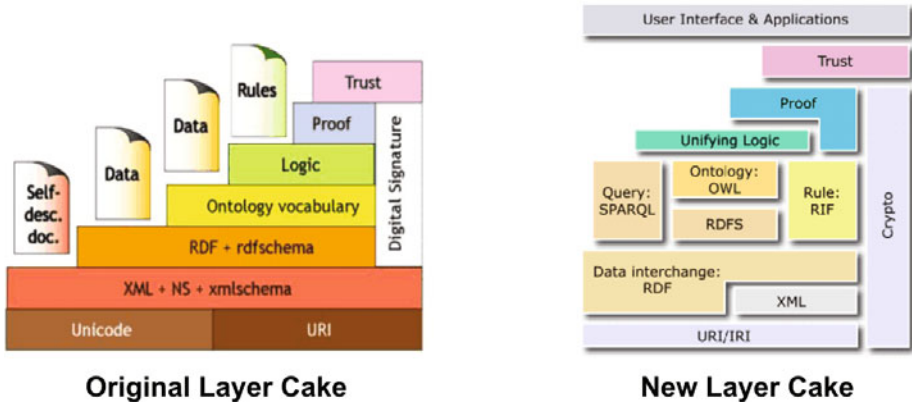 Self-
desc.
doc.
Data
Data
Rules
Trust
Proof
Logic
Ontology vocabulary
RDF + rdfschema
XML + NS + xmlschema
Unicode
URI
Digital Signature
Original Layer Cake
User Interface & Applications
Trust
Proof
Unifying Logic
Query:
SPARQL
Ontology:
OWL
RDFS
Rule:
RIF
Data interchange:
RDF
XML
URI/IRI
Crypto
New Layer Cake